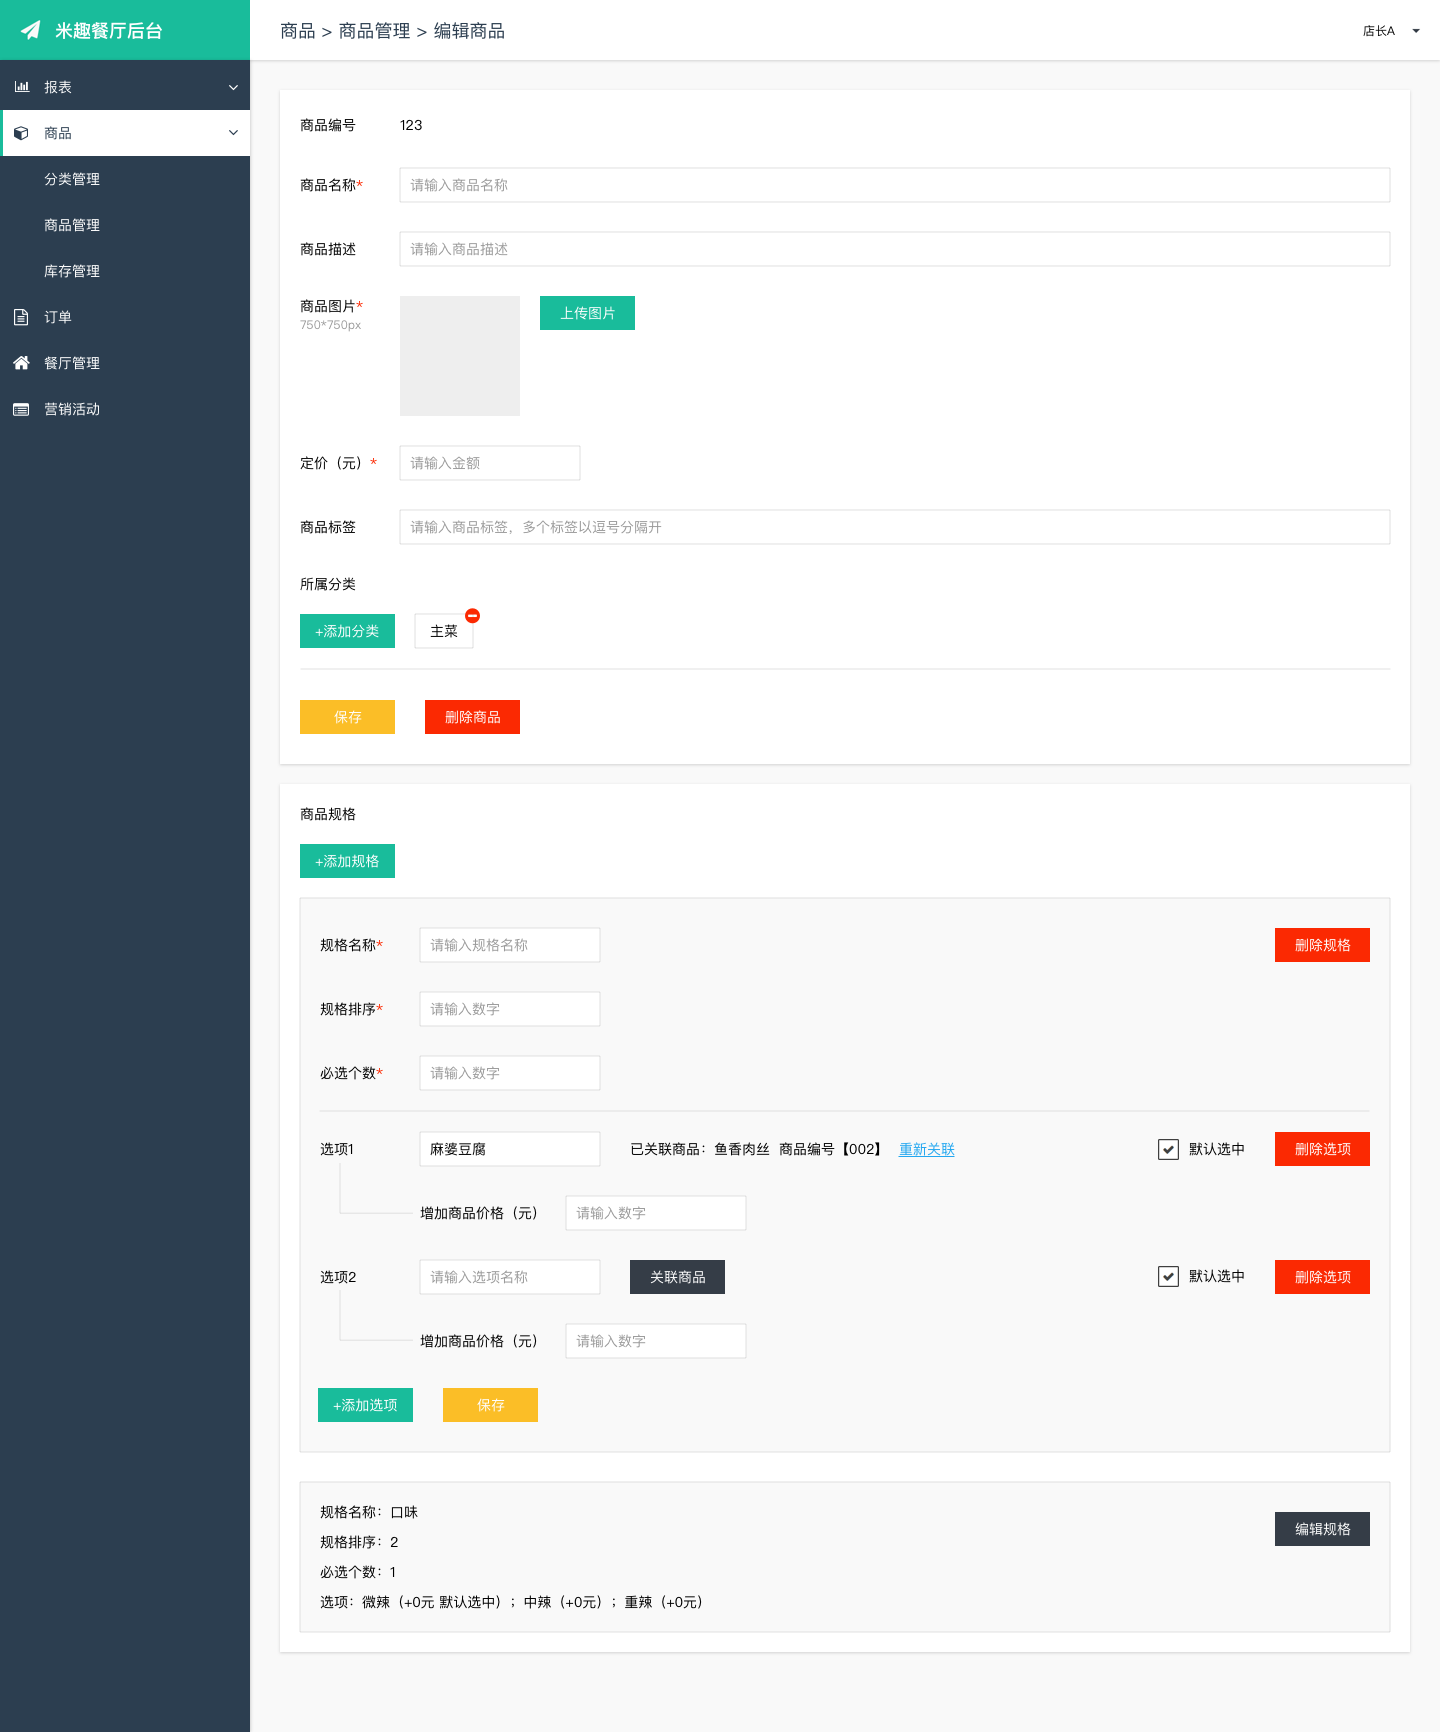 米趣餐厅后台
商品 > 商品管理 > 编辑商品
店长A
报表
商品
分类管理
商品管理
库存管理
订单
餐厅管理
营销活动
商品编号 123
商品名称* 请输入商品名称
商品描述 请输入商品描述
商品图片* 上传图片
750*750px
定价（元）* 请输入金额
商品标签 请输入商品标签，多个标签以逗号分隔开
所属分类
+添加分类 主菜
保存 删除商品
商品规格
+添加规格
规格名称* 请输入规格名称 删除规格
规格排序* 请输入数字
必选个数* 请输入数字
选项1 麻婆豆腐 已关联商品：鱼香肉丝 商品编号【002】 重新关联 默认选中 删除选项
增加商品价格（元） 请输入数字
选项2 请输入选项名称 关联商品 默认选中 删除选项
增加商品价格（元） 请输入数字
+添加选项 保存
规格名称：口味 编辑规格
规格排序：2
必选个数：1
选项：微辣（+0元 默认选中）；中辣（+0元）；重辣（+0元）